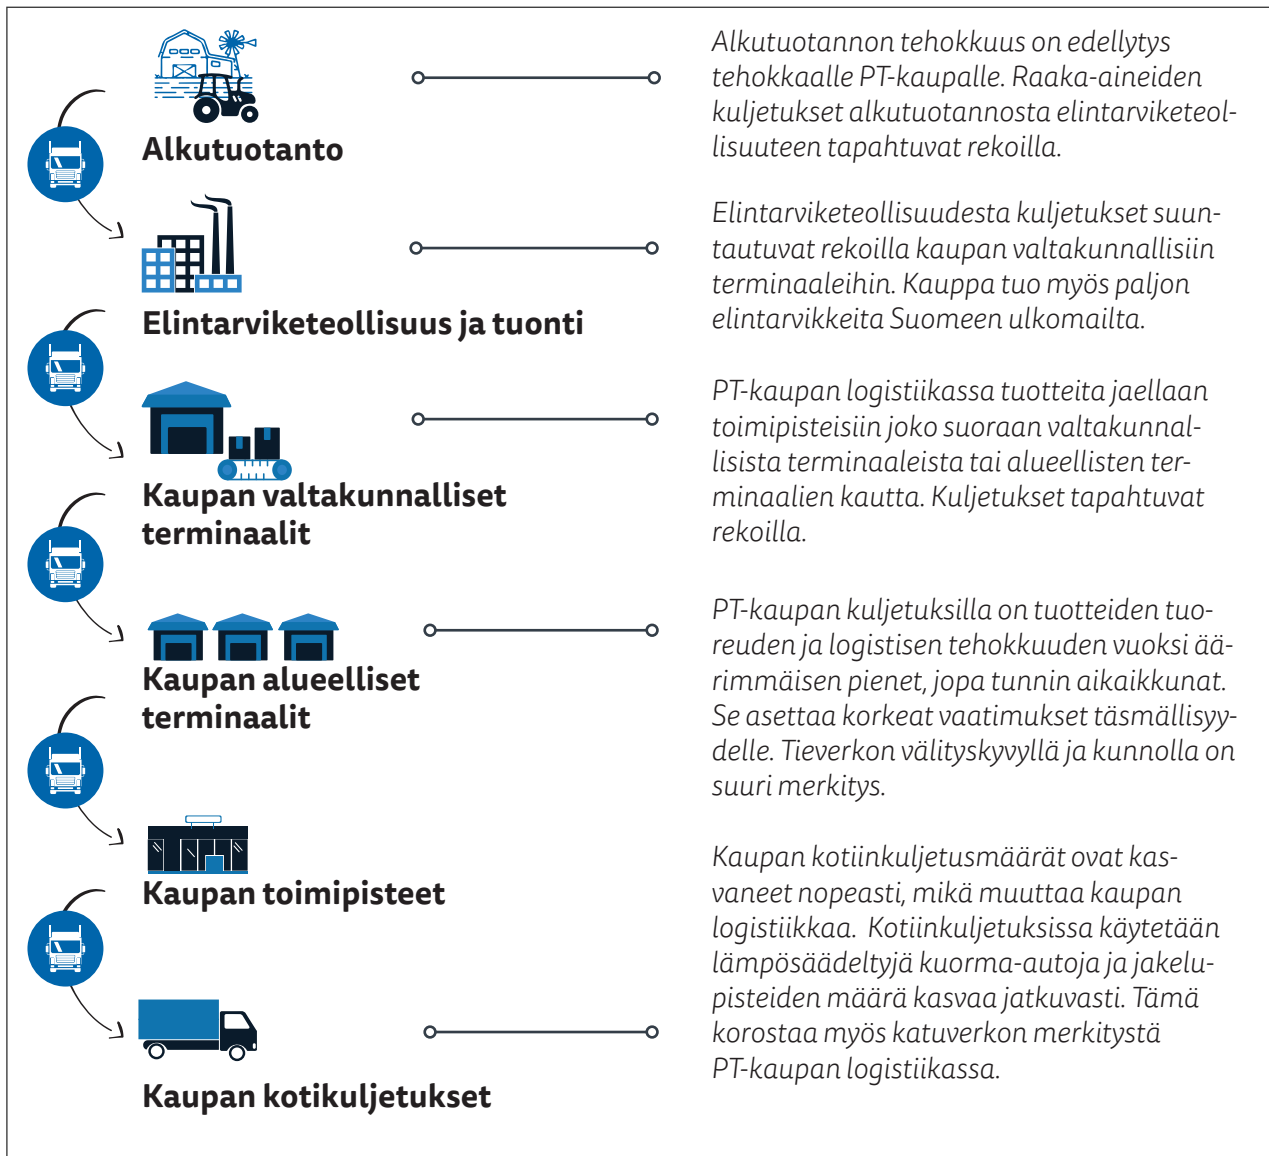 Alkutuotanto
Alkutuotannon tehokkuus on edellytys
tehokkaalle PT-kaupalle. Raaka-aineiden
kuljetukset alkutuotannosta elintarviketeol-
lisuuteen tapahtuvat rekoilla.
Elintarviketeollisuus ja tuonti
Elintarviketeollisuudesta kuljetukset suun-
tautuvat rekoilla kaupan valtakunnallisiin
terminaaleihin. Kauppa tuo myös paljon
elintarvikkeita Suomeen ulkomailta.
Kaupan valtakunnalliset
terminaalit
PT-kaupan logistiikassa tuotteita jaellaan
toimipisteisiin joko suoraan valtakunnal-
lisista terminaaleista tai alueellisten ter-
minaalien kautta. Kuljetukset tapahtuvat
rekoilla.
Kaupan alueelliset
terminaalit
PT-kaupan kuljetuksilla on tuotteiden tuo-
reuden ja logistisen tehokkuuden vuoksi ää-
rimmäisen pienet, jopa tunnin aikaikkunat.
Se asettaa korkeat vaatimukset täsmällisyy-
delle. Tieverkon välityskyvyllä ja kunnolla on
suuri merkitys.
Kaupan toimipisteet
Kaupan kotikuljetukset
Kaupan kotiinkuljetusmäärät ovat kas-
vaneet nopeasti, mikä muuttaa kaupan
logistiikkaa. Kotiinkuljetuksissa käytetään
lämpösäädeltyjä kuorma-autoja ja jakelu-
pisteiden määrä kasvaa jatkuvasti. Tämä
korostaa myös katuverkon merkitystä
PT-kaupan logistiikassa.